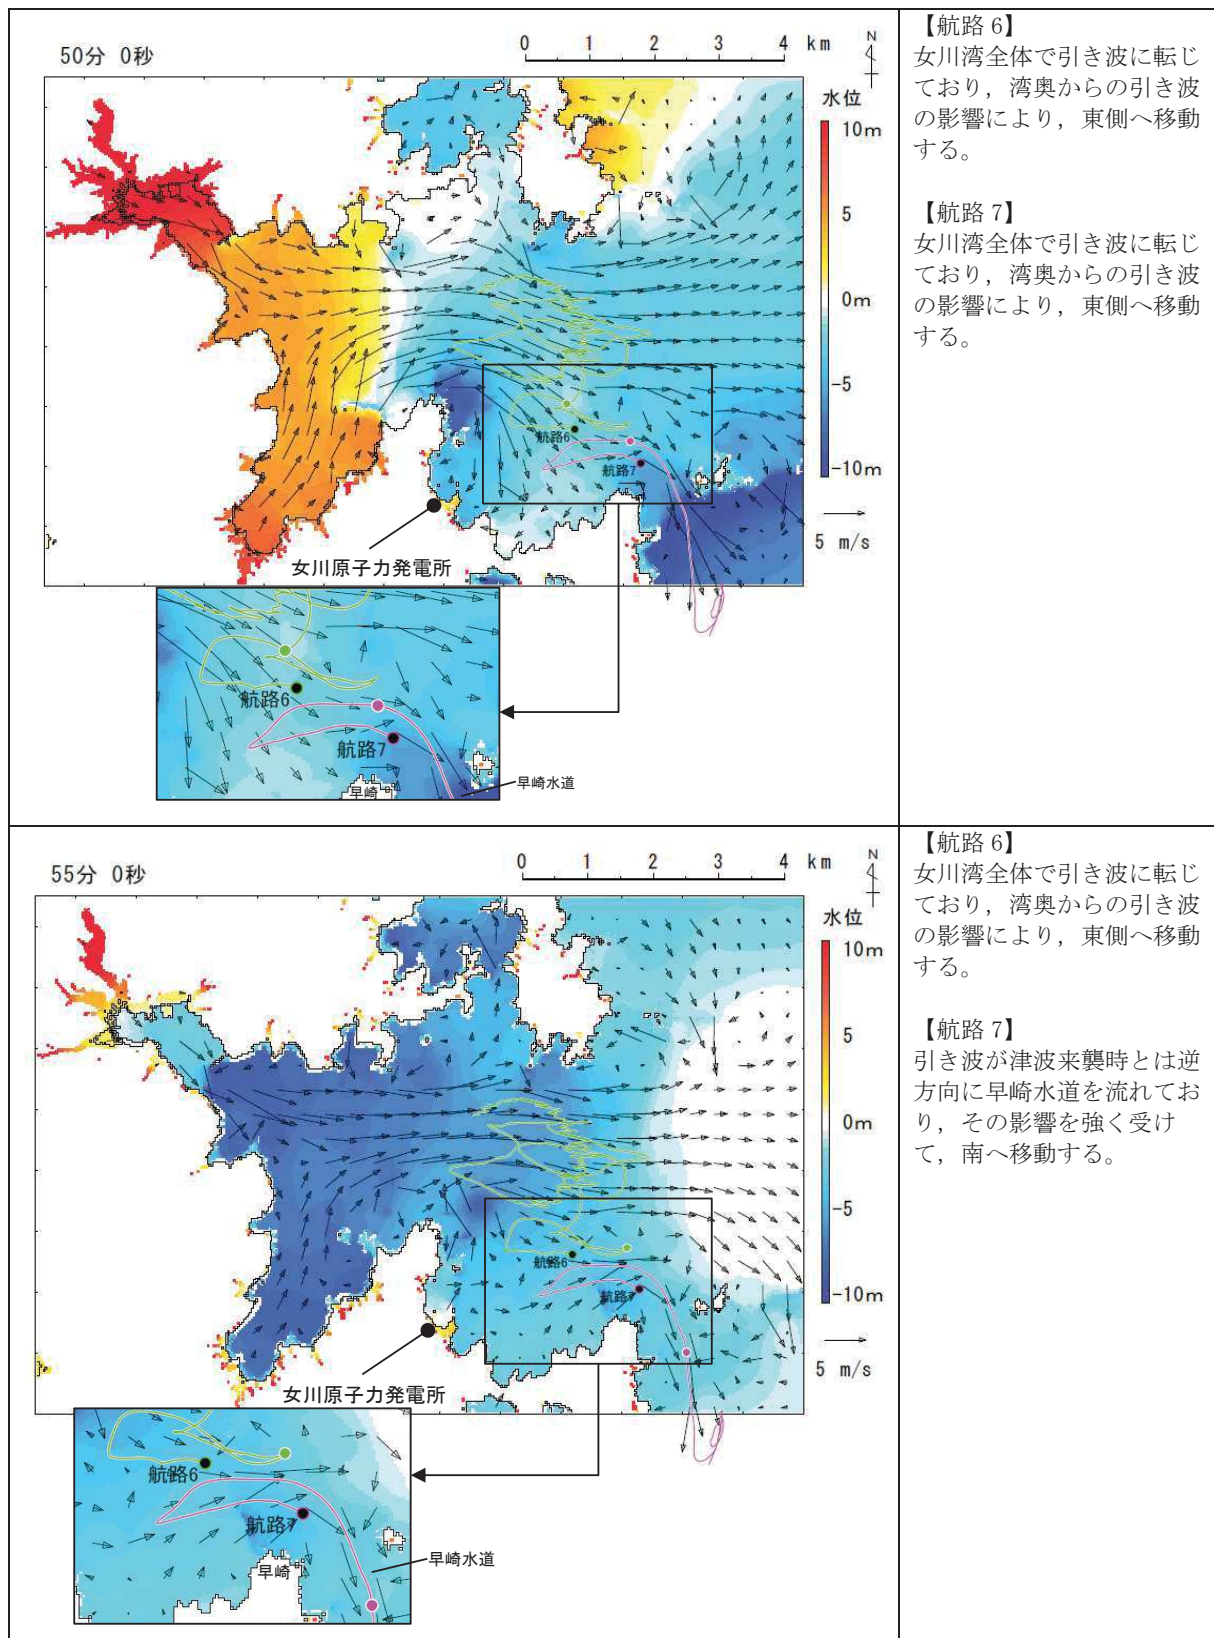 50分 0秒
0 1 2 3 4 km
N
水位
10m
5
0m
-5
-10m
5 m/s
航路6
航路7
女川原子力発電所
航路6
航路7
早崎
早崎水道
【航路 6】
女川湾全体で引き波に転じ
ており，湾奥からの引き波
の影響により，東側へ移動
する。
【航路 7】
女川湾全体で引き波に転じ
ており，湾奥からの引き波
の影響により，東側へ移動
する。
55分 0秒
0 1 2 3 4 km
N
水位
10m
5
0m
-5
-10m
5 m/s
航路6
航路7
女川原子力発電所
航路6
航路7
早崎
早崎水道
【航路 6】
女川湾全体で引き波に転じ
ており，湾奥からの引き波
の影響により，東側へ移動
する。
【航路 7】
引き波が津波来襲時とは逆
方向に早崎水道を流れてお
り，その影響を強く受け
て，南へ移動する。